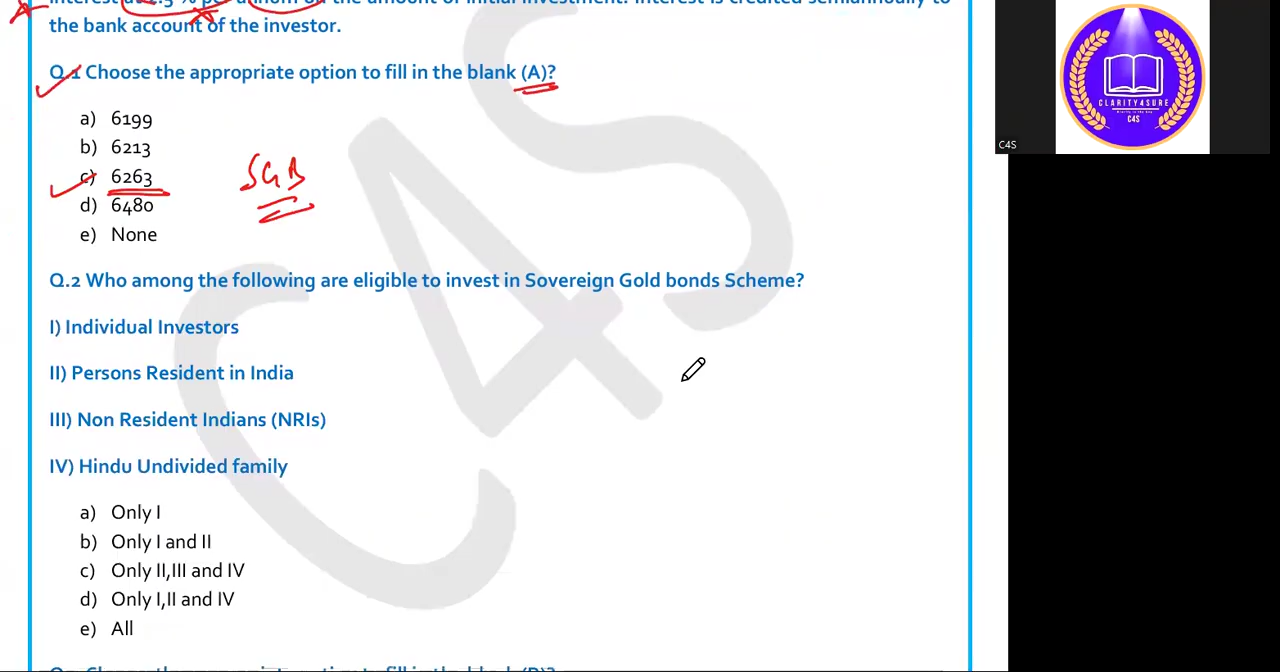 the bank account of the investor.
Q.1 Choose the appropriate option to fill in the blank (A)?
a) 6199
b) 6213
c) 6263
d) 6480
e) None
SGB
Q.2 Who among the following are eligible to invest in Sovereign Gold bonds Scheme?
I) Individual Investors
II) Persons Resident in India
III) Non Resident Indians (NRIs)
IV) Hindu Undivided family
a) Only I
b) Only I and II
c) Only II,III and IV
d) Only I,II and IV
e) All
C4S
CLARITY4SURE
C4S
C4S